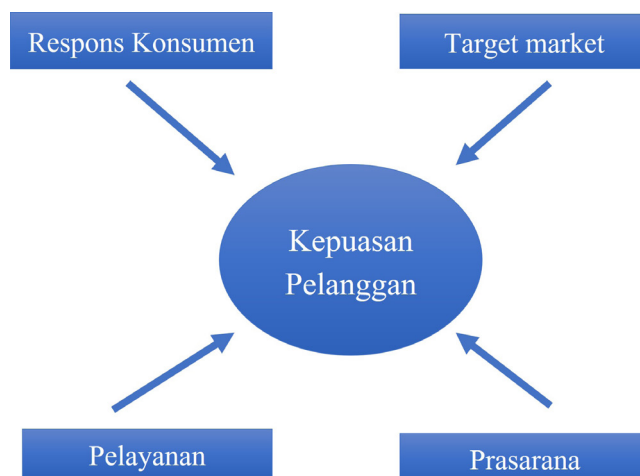 Respons Konsumen
Target market
Kepuasan
Pelanggan
Pelayanan
Prasarana